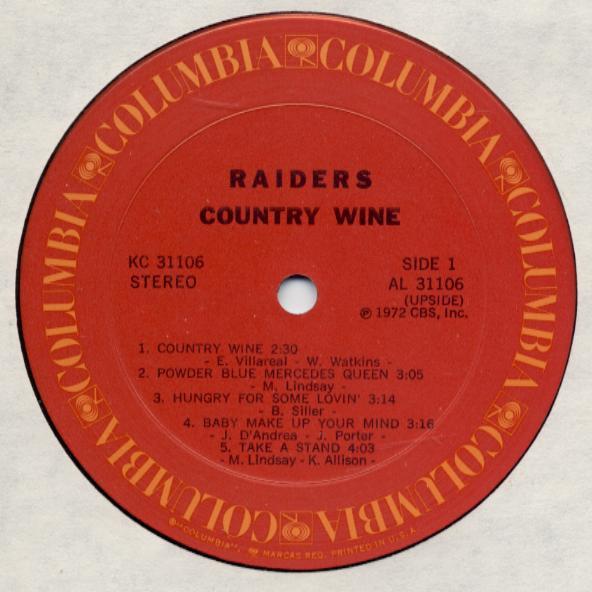 COLUMBIA COLUMBIA COLUMBIA COLUMBIA COLUMBIA COLUMBIA
RAIDERS
COUNTRY WINE
KC 31106
STEREO
SIDE 1
AL 31106
(UPSIDE)
℗ 1972 CBS, Inc.
1. COUNTRY WINE 2:30
- E. Villareal - W. Watkins -
2. POWDER BLUE MERCEDES QUEEN 3:05
- M. Lindsay -
3. HUNGRY FOR SOME LOVIN' 3:14
- B. Siller -
4. BABY MAKE UP YOUR MIND 3:16
- J. D'Andrea - J. Porter -
5. TAKE A STAND 4:03
- M. Lindsay - K. Allison -
"COLUMBIA", MARCAS REG. PRINTED IN U.S.A.